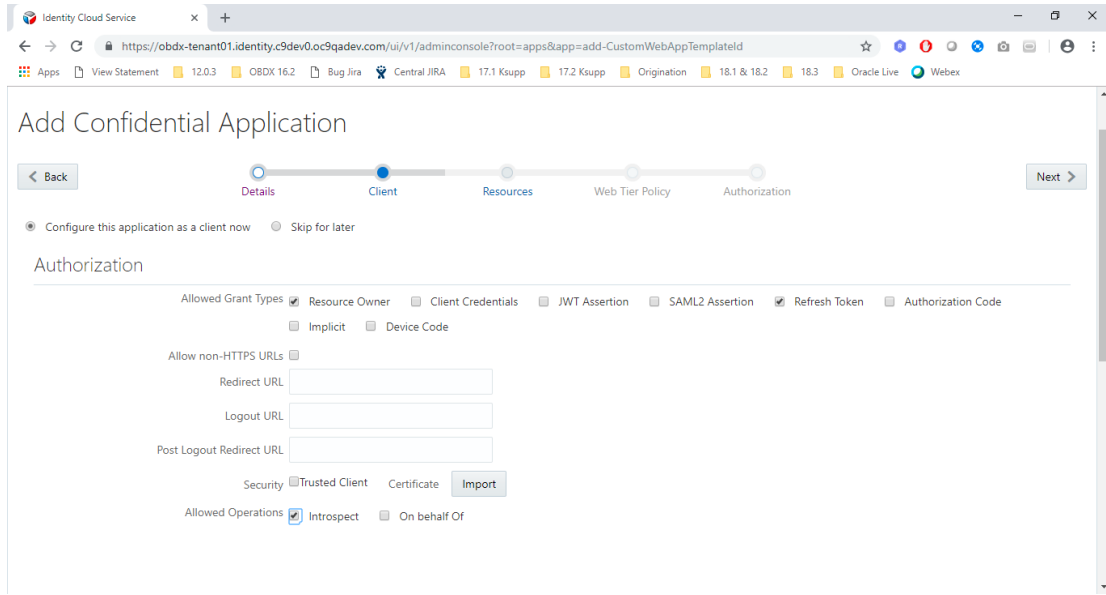 Identity Cloud Service
https://obdx-tenant01.identity.c9dev0.oc9qadev.com/ui/v1/adminconsole?root=apps&app=add-CustomWebAppTemplateId
Apps View Statement 12.0.3 OBDX 16.2 Bug Jira Central JIRA 17.1 Ksupp 17.2 Ksupp Origination 18.1 & 18.2 18.3 Oracle Live Webex
Add Confidential Application
Back Next
Details Client Resources Web Tier Policy Authorization
Configure this application as a client now Skip for later
Authorization
Allowed Grant Types Resource Owner Client Credentials JWT Assertion SAML2 Assertion Refresh Token Authorization Code
Implicit Device Code
Allow non-HTTPS URLs
Redirect URL
Logout URL
Post Logout Redirect URL
Security Trusted Client Certificate Import
Allowed Operations Introspect On behalf Of